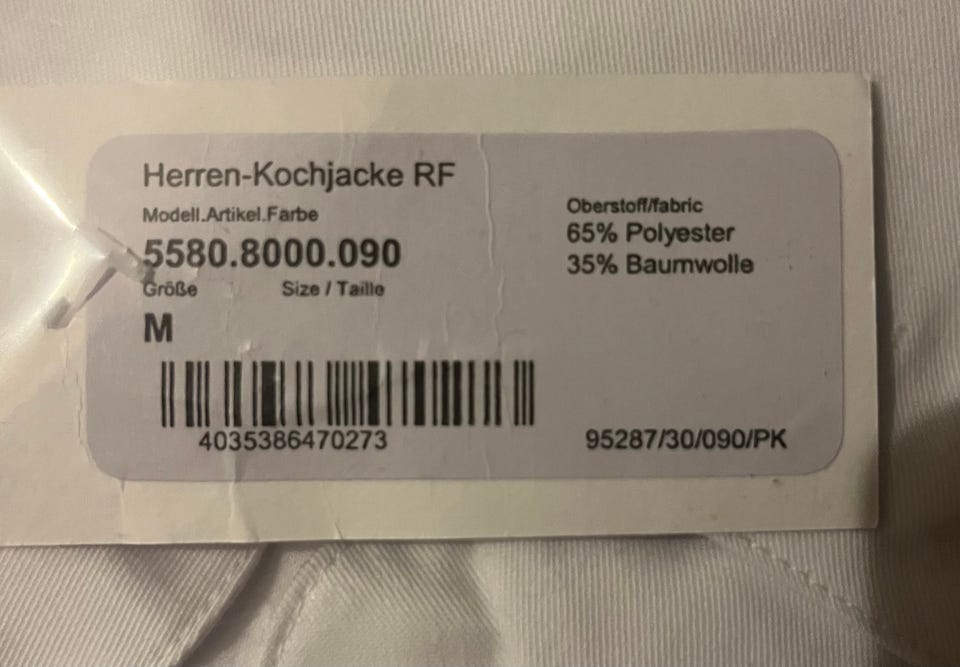 Herren-Kochjacke RF
Modell.Artikel.Farbe
5580.8000.090
Größe Size / Taille
M
4035386470273
Oberstoff/fabric
65% Polyester
35% Baumwolle
95287/30/090/PK